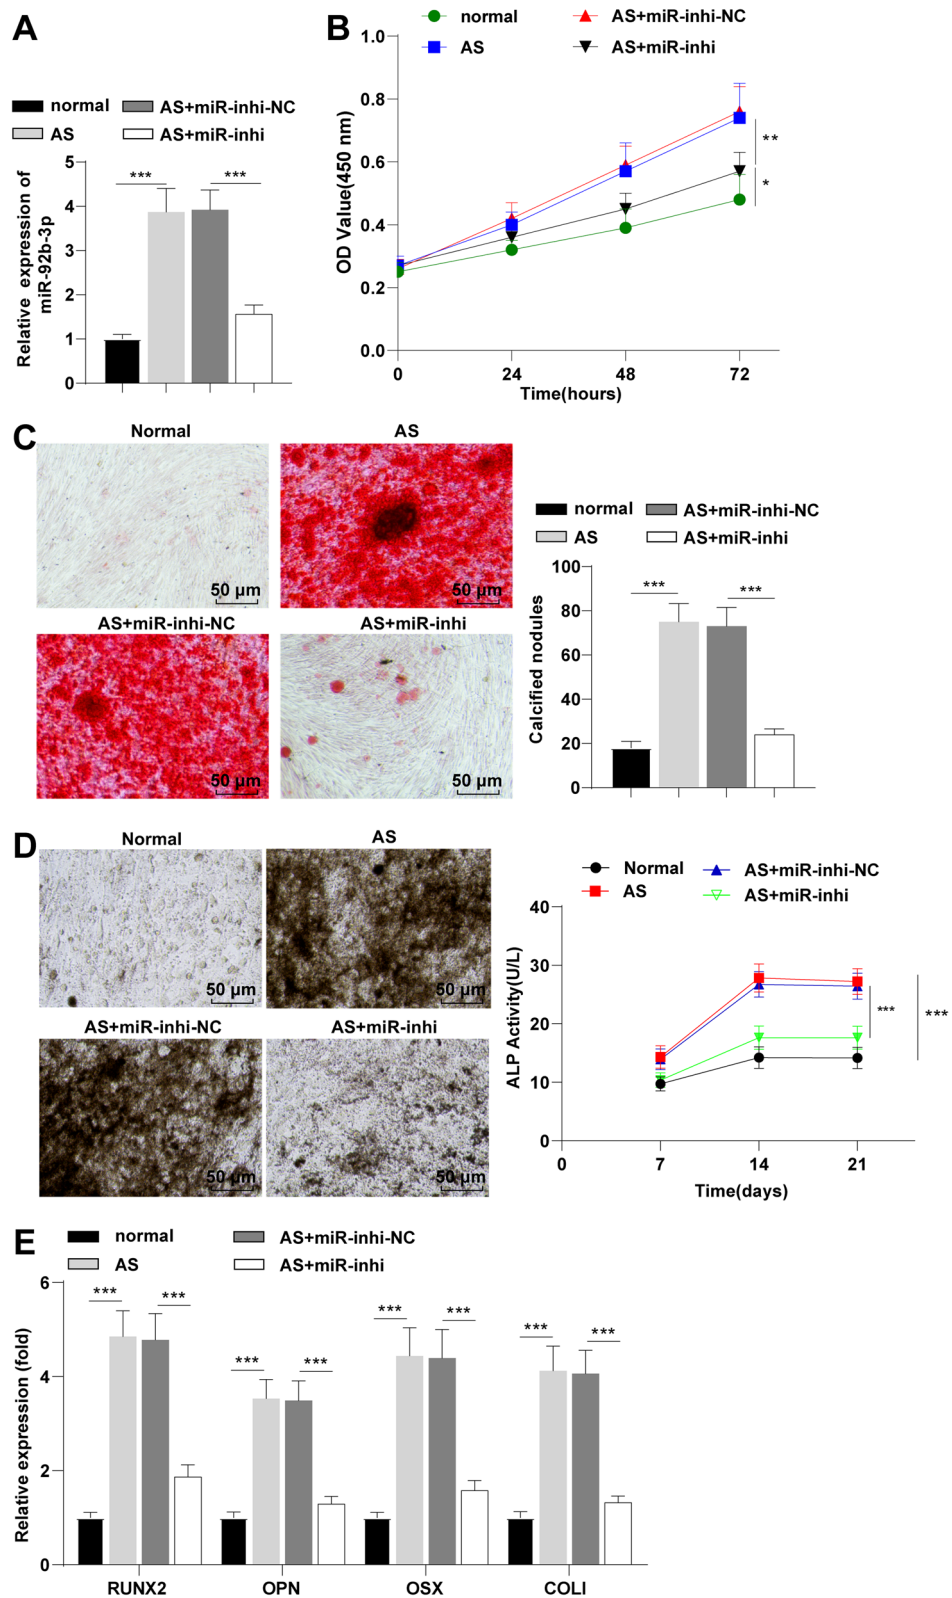 A
normal
AS+miR-inhi-NC
AS
AS+miR-inhi
Relative expression of
miR-92b-3p
5
4
3
2
1
0
***
***
B
normal
AS+miR-inhi-NC
AS
AS+miR-inhi
OD Value(450 nm)
1.0
0.8
0.6
0.4
0.2
0.0
**
*
0
24
48
72
Time(hours)
C
Normal
AS
50 µm
50 µm
AS+miR-inhi-NC
AS+miR-inhi
50 µm
50 µm
normal
AS+miR-inhi-NC
AS
AS+miR-inhi
Calcified nodules
100
80
60
40
20
0
***
***
D
Normal
AS
50 µm
50 µm
AS+miR-inhi-NC
AS+miR-inhi
50 µm
50 µm
Normal
AS+miR-inhi-NC
AS
AS+miR-inhi
ALP Activity(U/L)
40
30
20
10
0
***
***
0
7
14
21
Time(days)
E
normal
AS+miR-inhi-NC
AS
AS+miR-inhi
Relative expression (fold)
6
4
2
0
***
***
***
***
***
***
***
***
RUNX2
OPN
OSX
COLI